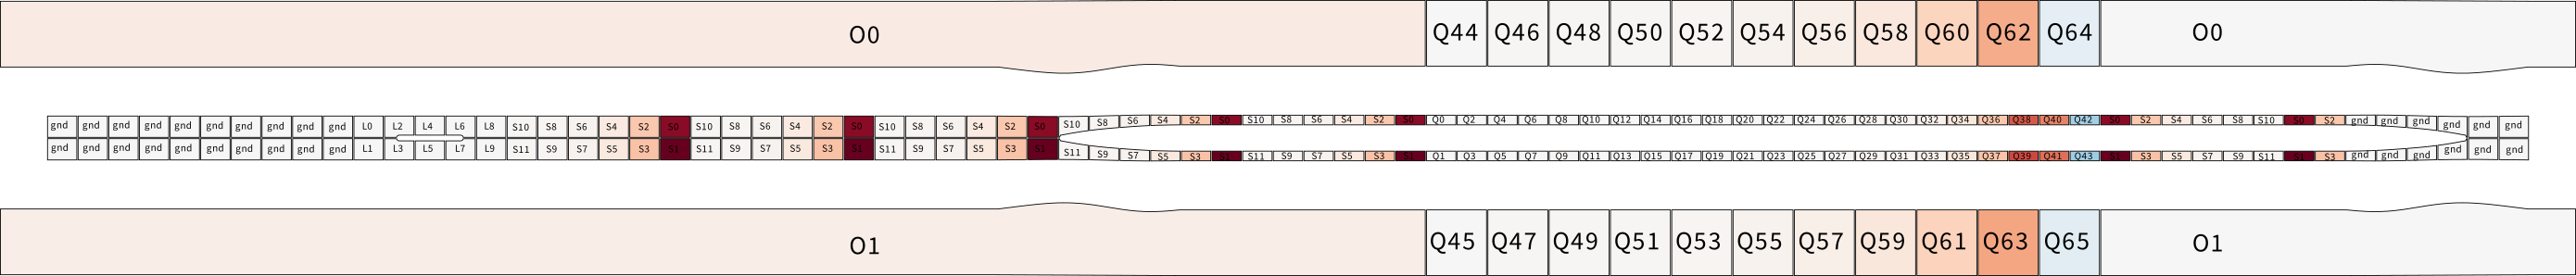 O0 Q44 Q46 Q48 Q50 Q52 Q54 Q56 Q58 Q60 Q62 Q64 O0
gnd gnd gnd gnd gnd gnd gnd gnd gnd gnd L0 L2 L4 L6 L8 S10 S8 S6 S4 S2 S0 S10 S8 S6 S4 S2 S0 S10 S8 S6 S4 S2 S0 S10 S8 S6 S4 S2 S0 S10 S8 S6 S4 S2 S0 Q0 Q2 Q4 Q6 Q8 Q10 Q12 Q14 Q16 Q18 Q20 Q22 Q24 Q26 Q28 Q30 Q32 Q34 Q36 Q38 Q40 Q42 S0 S2 S4 S6 S8 S10 S0 S2 gnd gnd gnd gnd gnd gnd
gnd gnd gnd gnd gnd gnd gnd gnd gnd gnd L1 L3 L5 L7 L9 S11 S9 S7 S5 S3 S1 S11 S9 S7 S5 S3 S1 S11 S9 S7 S5 S3 S1 S11 S9 S7 S5 S3 S1 S11 S9 S7 S5 S3 S1 Q1 Q3 Q5 Q7 Q9 Q11 Q13 Q15 Q17 Q19 Q21 Q23 Q25 Q27 Q29 Q31 Q33 Q35 Q37 Q39 Q41 Q43 S1 S3 S5 S7 S9 S11 S1 S3 gnd gnd gnd gnd gnd gnd
O1 Q45 Q47 Q49 Q51 Q53 Q55 Q57 Q59 Q61 Q63 Q65 O1